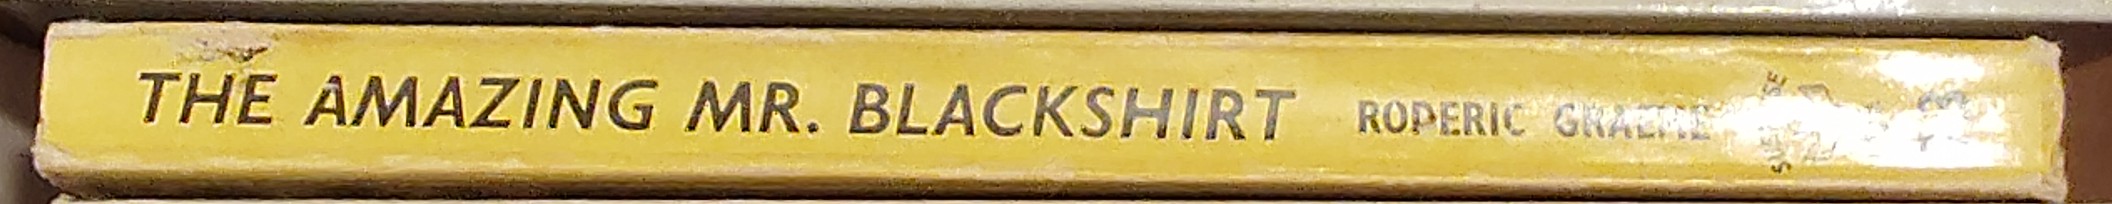 THE AMAZING MR. BLACKSHIRT
RODERIC GRAEME